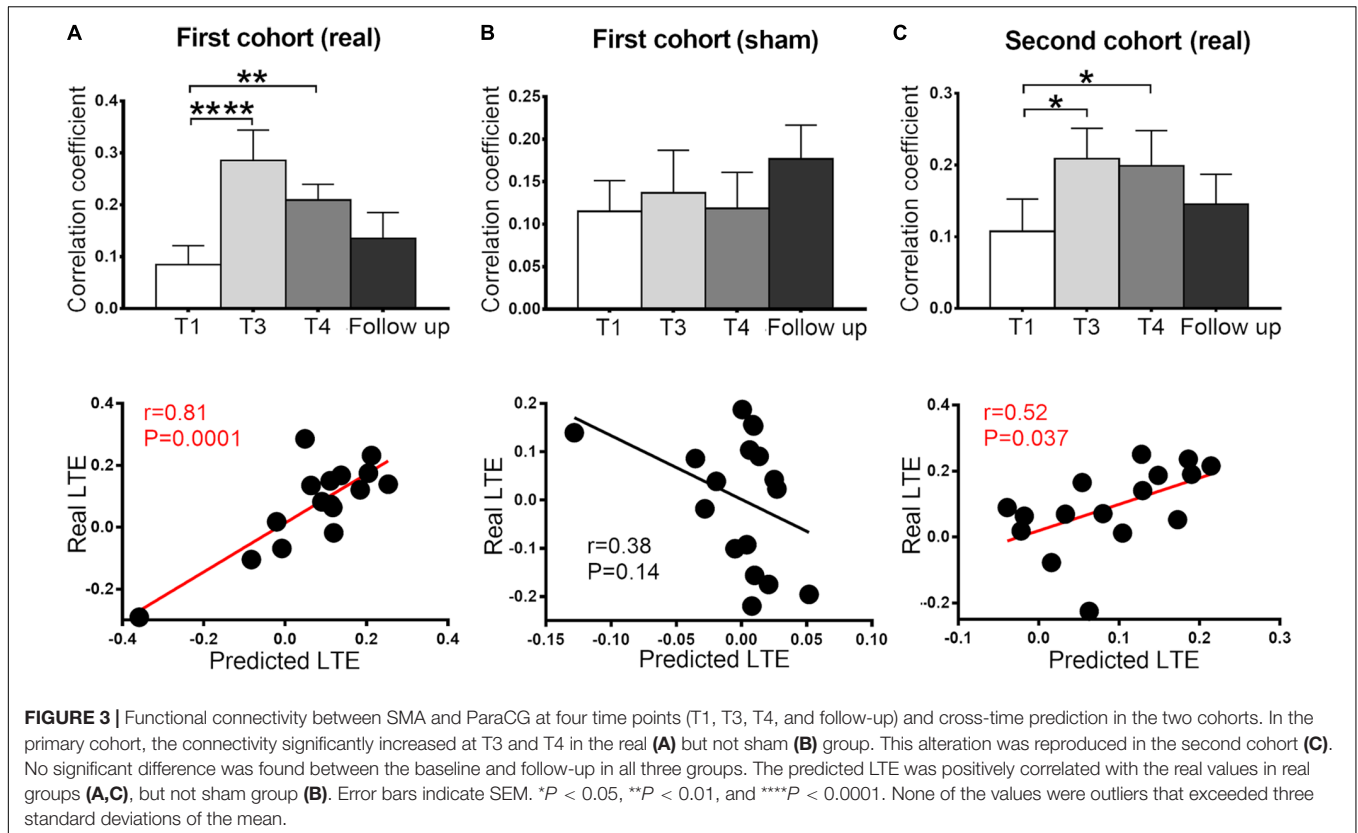 A
First cohort (real)
Correlation coefficient
0.4
0.3
0.2
0.1
0.0
**
****
T1 T3 T4 Follow up
B
First cohort (sham)
Correlation coefficient
0.25
0.20
0.15
0.10
0.05
0.00
T1 T3 T4 Follow up
C
Second cohort (real)
Correlation coefficient
0.3
0.2
0.1
0.0
*
*
T1 T3 T4 Follow up
Real LTE
0.4
0.2
0.0
-0.2
r=0.81
P=0.0001
-0.4 -0.2 0.0 0.2 0.4
Predicted LTE
Real LTE
0.2
0.1
0.0
-0.1
-0.2
r=0.38
P=0.14
-0.15 -0.10 -0.05 0.00 0.05 0.10
Predicted LTE
Real LTE
0.4
0.2
0.0
-0.2
r=0.52
P=0.037
-0.1 0.0 0.1 0.2 0.3
Predicted LTE
FIGURE 3 | Functional connectivity between SMA and ParaCG at four time points (T1, T3, T4, and follow-up) and cross-time prediction in the two cohorts. In the
primary cohort, the connectivity significantly increased at T3 and T4 in the real (A) but not sham (B) group. This alteration was reproduced in the second cohort (C).
No significant difference was found between the baseline and follow-up in all three groups. The predicted LTE was positively correlated with the real values in real
groups (A,C), but not sham group (B). Error bars indicate SEM. *P < 0.05, **P < 0.01, and ****P < 0.0001. None of the values were outliers that exceeded three
standard deviations of the mean.